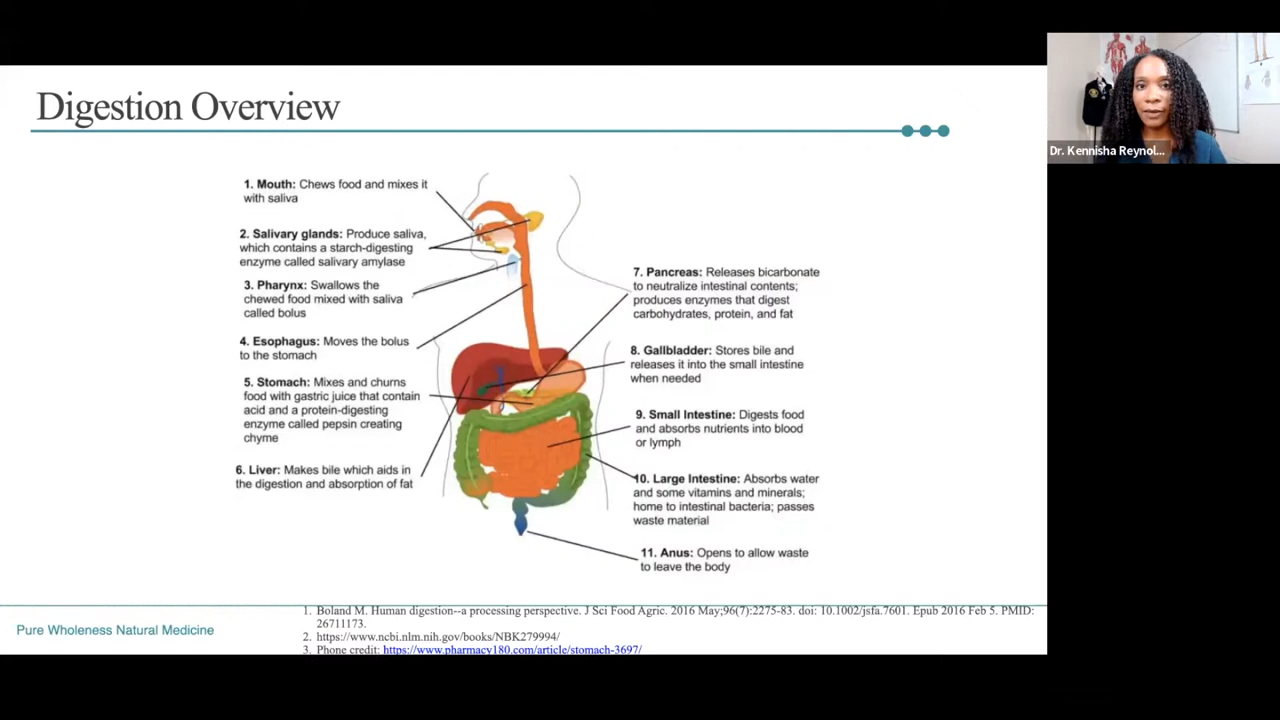 Digestion Overview
1. Mouth: Chews food and mixes it
with saliva
2. Salivary glands: Produce saliva,
which contains a starch-digesting
enzyme called salivary amylase
3. Pharynx: Swallows the
chewed food mixed with saliva
called bolus
4. Esophagus: Moves the bolus
to the stomach
5. Stomach: Mixes and churns
food with gastric juice that contain
acid and a protein-digesting
enzyme called pepsin creating
chyme
6. Liver: Makes bile which aids in
the digestion and absorption of fat
7. Pancreas: Releases bicarbonate
to neutralize intestinal contents;
produces enzymes that digest
carbohydrates, protein, and fat
8. Gallbladder: Stores bile and
releases it into the small intestine
when needed
9. Small Intestine: Digests food
and absorbs nutrients into blood
or lymph
10. Large Intestine: Absorbs water
and some vitamins and minerals;
home to intestinal bacteria; passes
waste material
11. Anus: Opens to allow waste
to leave the body
1. Boland M. Human digestion--a processing perspective. J Sci Food Agric. 2016 May;96(7):2275-83. doi: 10.1002/jsfa.7601. Epub 2016 Feb 5. PMID:
26711173.
2. https://www.ncbi.nlm.nih.gov/books/NBK279994/
3. Phone credit: https://www.pharmacy180.com/article/stomach-3697/
Pure Wholeness Natural Medicine
Dr. Kennisha Reynol...